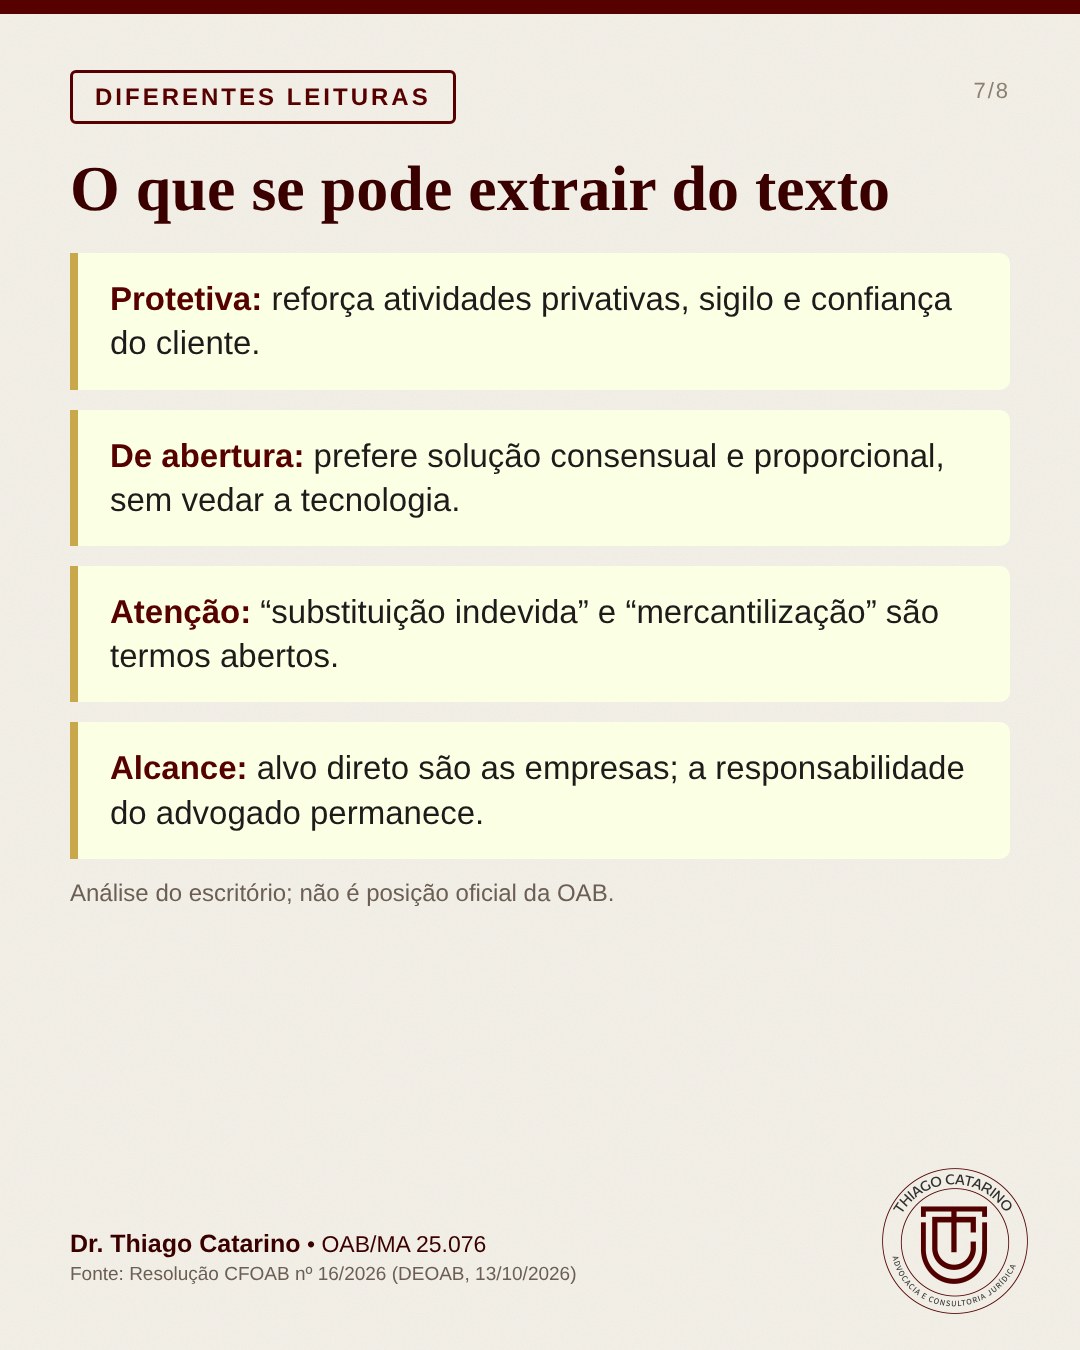 DIFERENTES LEITURAS
7/8
O que se pode extrair do texto
Protetiva: reforça atividades privativas, sigilo e confiança
do cliente.
De abertura: prefere solução consensual e proporcional,
sem vedar a tecnologia.
Atenção: “substituição indevida” e “mercantilização” são
termos abertos.
Alcance: alvo direto são as empresas; a responsabilidade
do advogado permanece.
Análise do escritório; não é posição oficial da OAB.
Dr. Thiago Catarino • OAB/MA 25.076
Fonte: Resolução CFOAB nº 16/2026 (DEOAB, 13/10/2026)
THIAGO CATARINO
ADVOCACIA E CONSULTORIA JURÍDICA